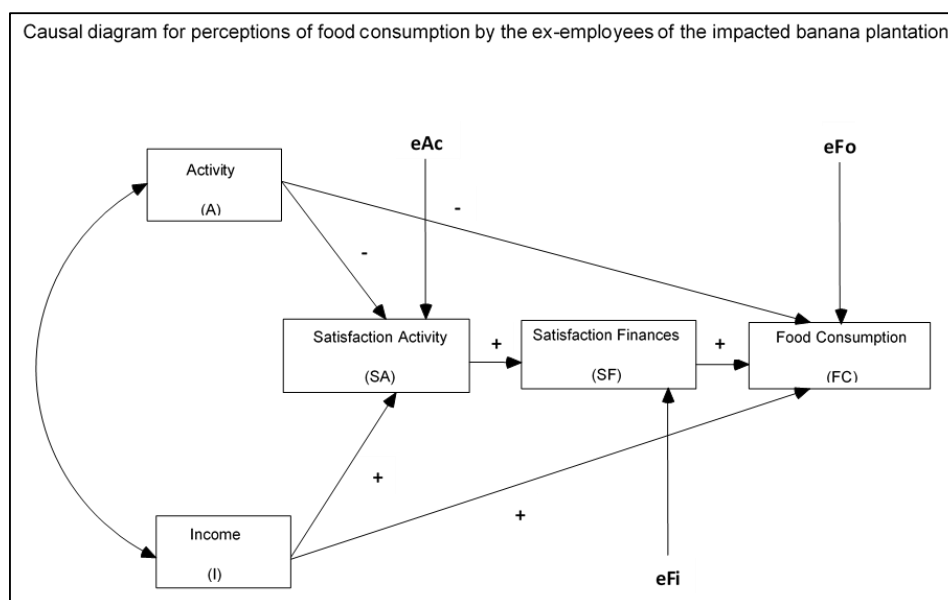 Causal diagram for perceptions of food consumption by the ex-employees of the impacted banana plantation
eAc
eFo
Activity
(A)
-
-
Satisfaction Activity
(SA)
+
Satisfaction Finances
(SF)
+
Food Consumption
(FC)
+
+
Income
(I)
eFi